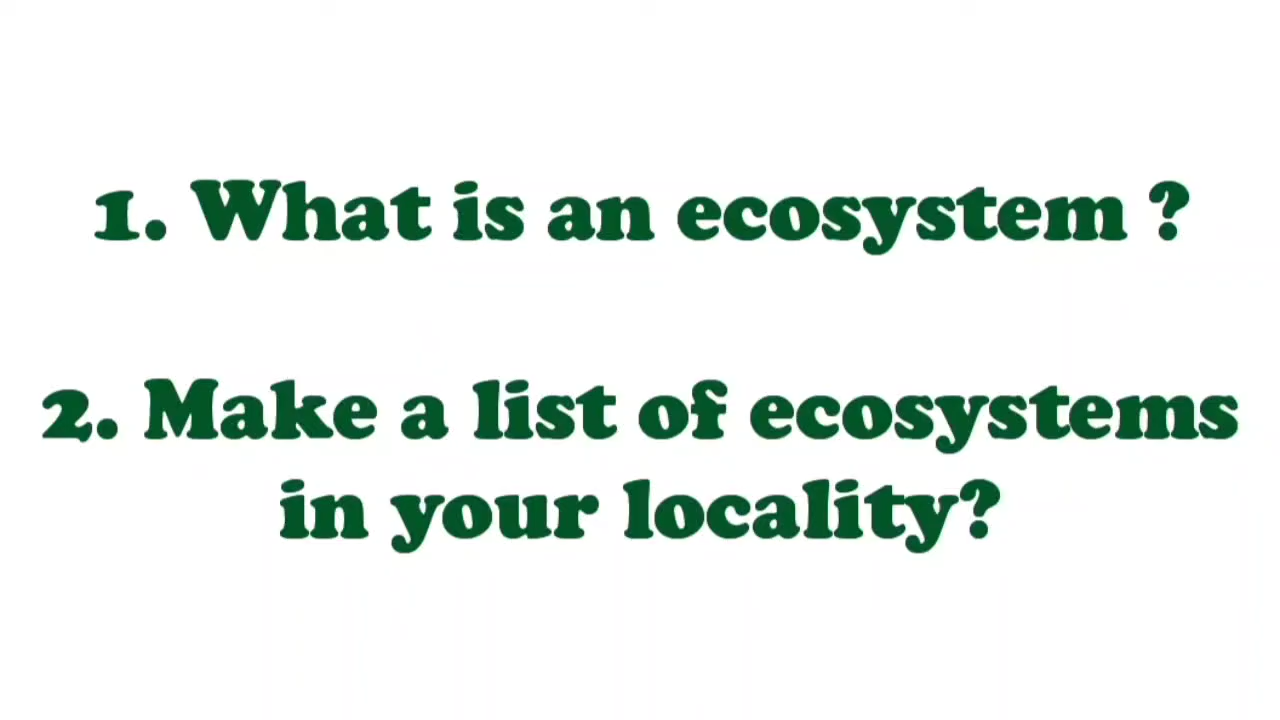 1. What is an ecosystem ?
2. Make a list of ecosystems
in your locality?